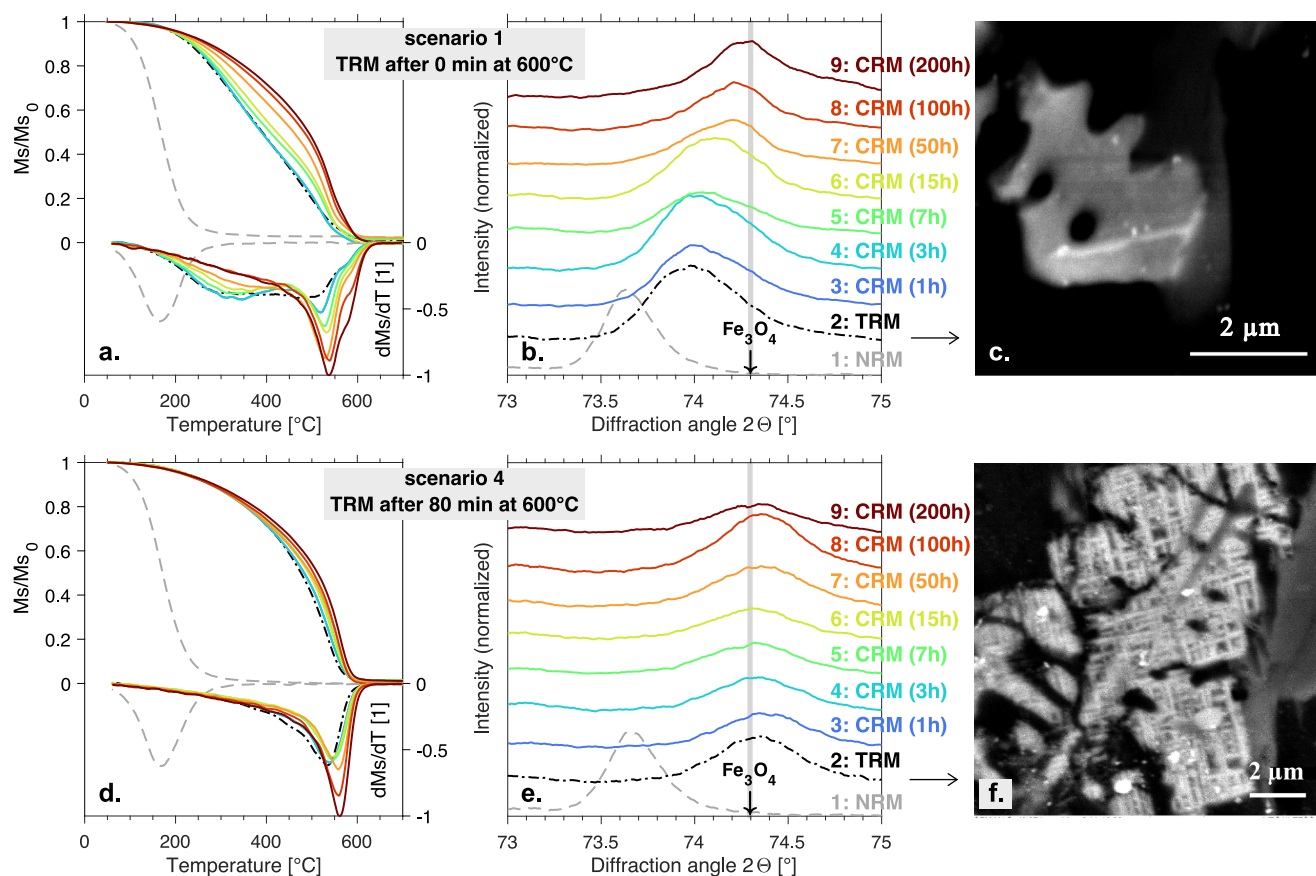 scenario 1
TRM after 0 min at 600°C
1
0.8
0.6
0.4
0.2
0
Ms/Ms0
0
-0.5
-1
dMs/dT [1]
a.
0 200 400 600
Temperature [°C]
Intensity (normalized)
9: CRM (200h)
8: CRM (100h)
7: CRM (50h)
6: CRM (15h)
5: CRM (7h)
4: CRM (3h)
3: CRM (1h)
2: TRM
1: NRM
Fe3O4
b.
73 73.5 74 74.5 75
Diffraction angle 2Θ [°]
c.
2 µm
scenario 4
TRM after 80 min at 600°C
1
0.8
0.6
0.4
0.2
0
Ms/Ms0
0
-0.5
-1
dMs/dT [1]
d.
0 200 400 600
Temperature [°C]
Intensity (normalized)
9: CRM (200h)
8: CRM (100h)
7: CRM (50h)
6: CRM (15h)
5: CRM (7h)
4: CRM (3h)
3: CRM (1h)
2: TRM
1: NRM
Fe3O4
e.
73 73.5 74 74.5 75
Diffraction angle 2Θ [°]
f.
2 µm